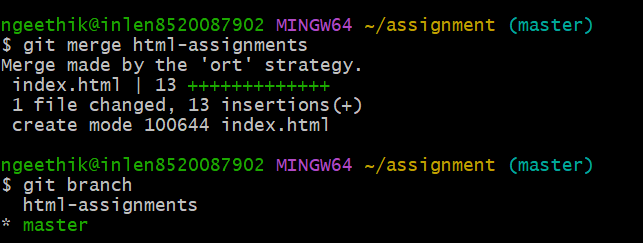 ngeethik@inlen8520087902 MINGW64 ~/assignment (master)
$ git merge html-assignments
Merge made by the 'ort' strategy.
 index.html | 13 +++++++++++++
 1 file changed, 13 insertions(+)
 create mode 100644 index.html

ngeethik@inlen8520087902 MINGW64 ~/assignment (master)
$ git branch
  html-assignments
* master